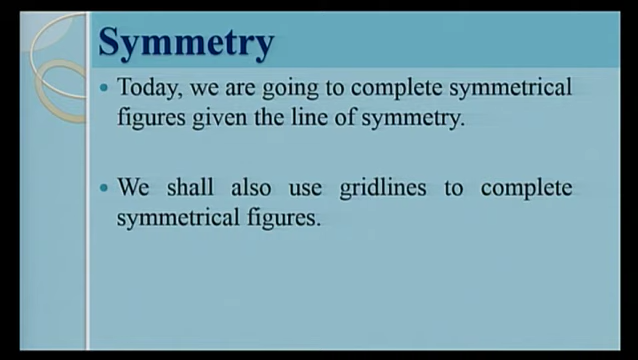 Symmetry
• Today, we are going to complete symmetrical
figures given the line of symmetry.
• We shall also use gridlines to complete
symmetrical figures.